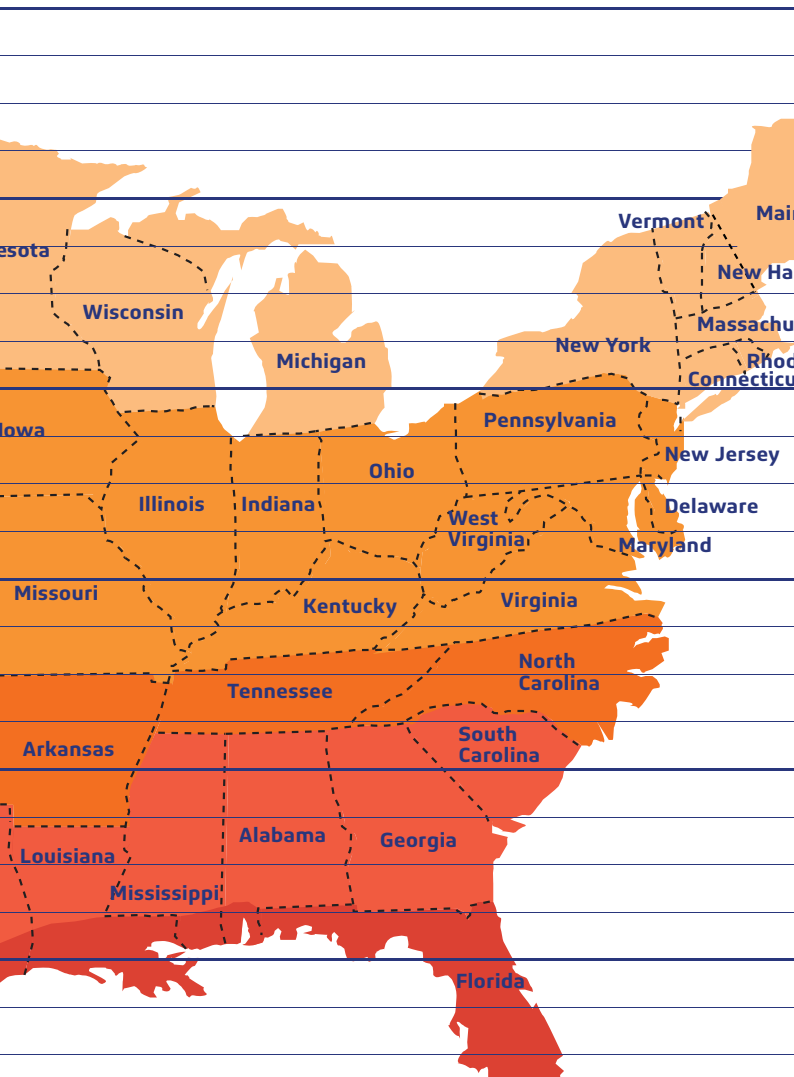 Mai
Vermont
esota
New Ha
Wisconsin
Massachu
New York
Michigan
Rhod
Connecticu
Pennsylvania
Iowa
New Jersey
Ohio
Illinois
Indiana
Delaware
West
Virginia
Maryland
Missouri
Virginia
Kentucky
North
Carolina
Tennessee
South
Carolina
Arkansas
Alabama
Georgia
Louisiana
Mississippi
Florida